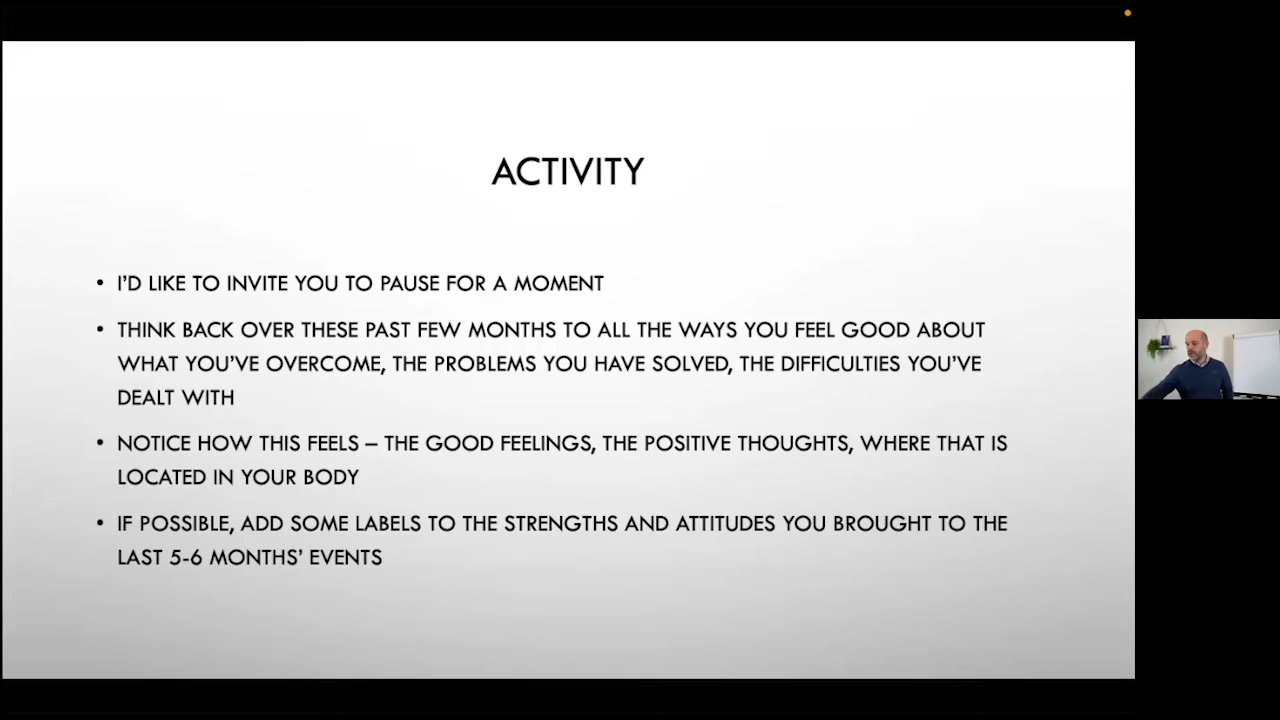 ACTIVITY
• I'D LIKE TO INVITE YOU TO PAUSE FOR A MOMENT
• THINK BACK OVER THESE PAST FEW MONTHS TO ALL THE WAYS YOU FEEL GOOD ABOUT
WHAT YOU'VE OVERCOME, THE PROBLEMS YOU HAVE SOLVED, THE DIFFICULTIES YOU'VE
DEALT WITH
• NOTICE HOW THIS FEELS – THE GOOD FEELINGS, THE POSITIVE THOUGHTS, WHERE THAT IS
LOCATED IN YOUR BODY
• IF POSSIBLE, ADD SOME LABELS TO THE STRENGTHS AND ATTITUDES YOU BROUGHT TO THE
LAST 5-6 MONTHS' EVENTS